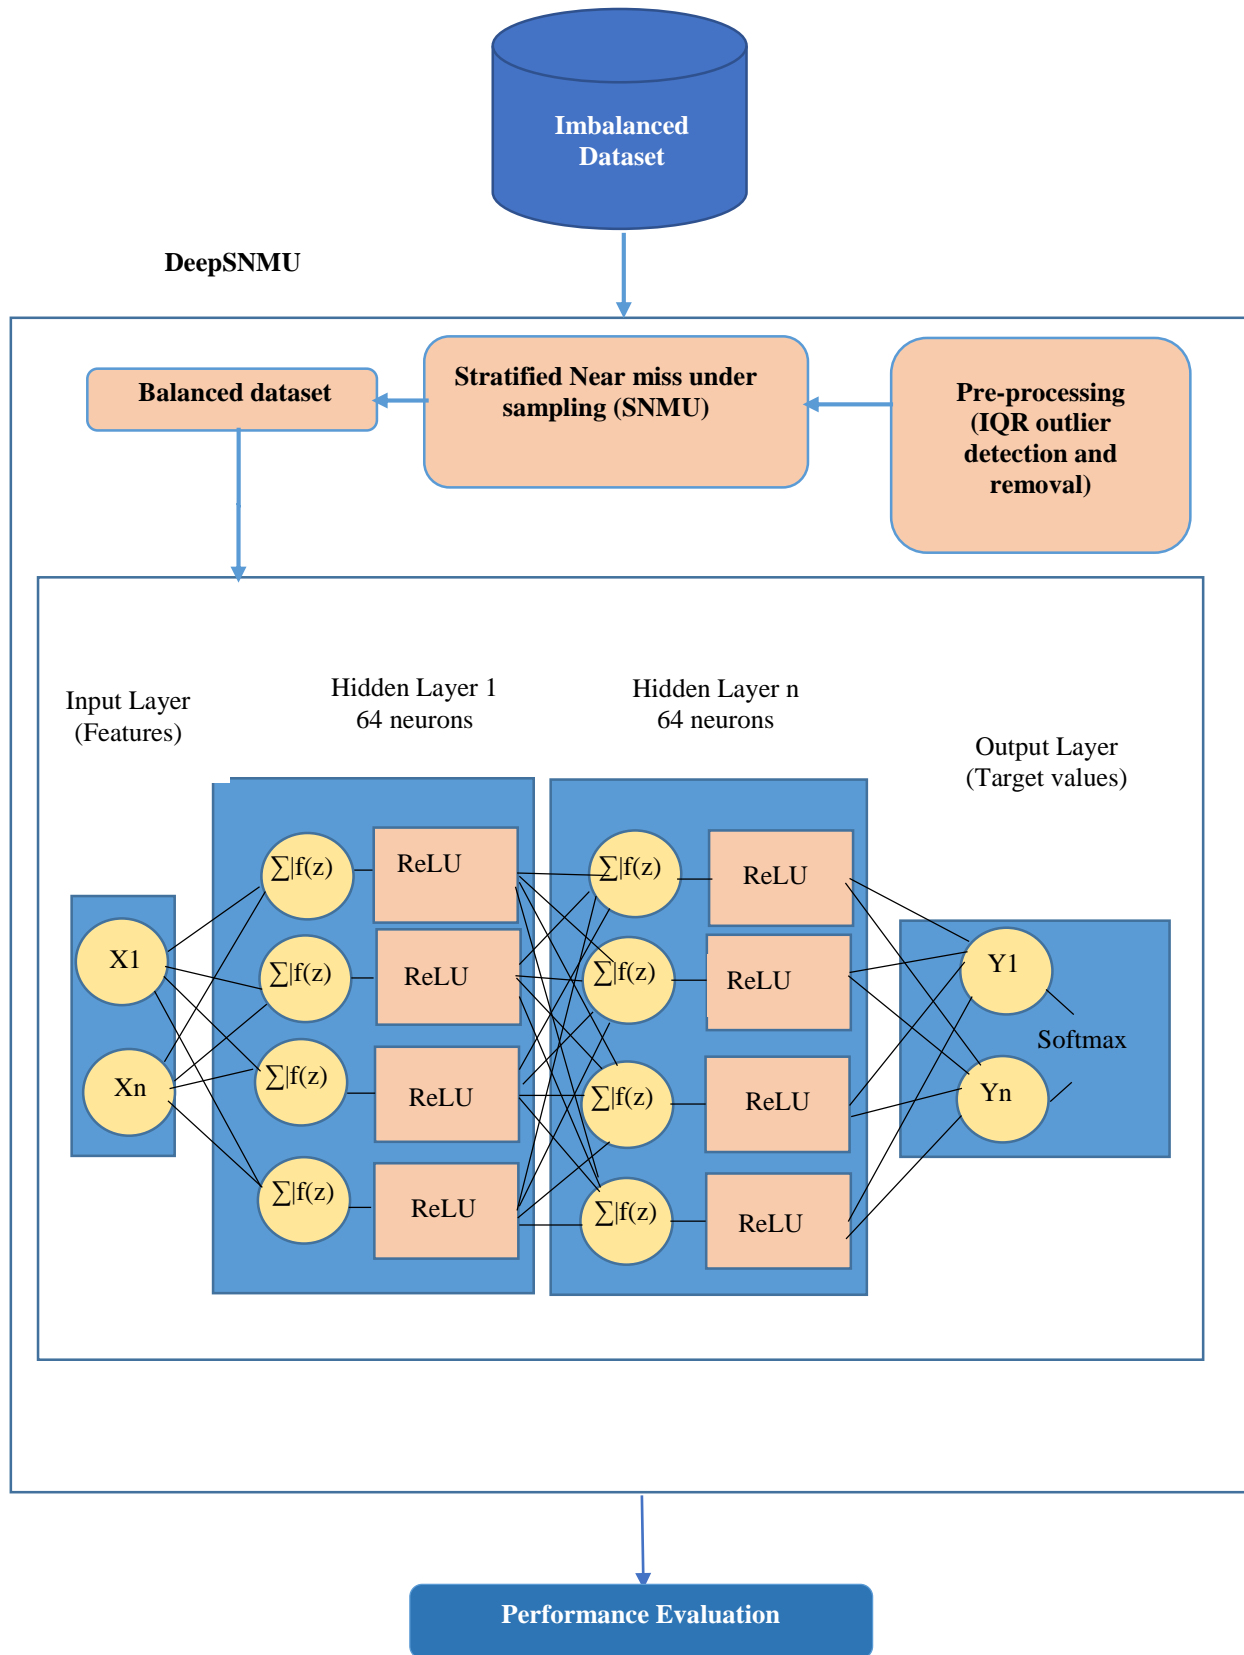 Imbalanced
Dataset
DeepSNMU
Balanced dataset
Stratified Near miss under
sampling (SNMU)
Pre-processing
(IQR outlier
detection and
removal)
Input Layer
(Features)
Hidden Layer 1
64 neurons
Hidden Layer n
64 neurons
Output Layer
(Target values)
∑|f(z)
ReLU
∑|f(z)
ReLU
X1
∑|f(z)
ReLU
∑|f(z)
ReLU
Y1
Softmax
Xn
∑|f(z)
ReLU
∑|f(z)
ReLU
Yn
∑|f(z)
ReLU
∑|f(z)
ReLU
Performance Evaluation